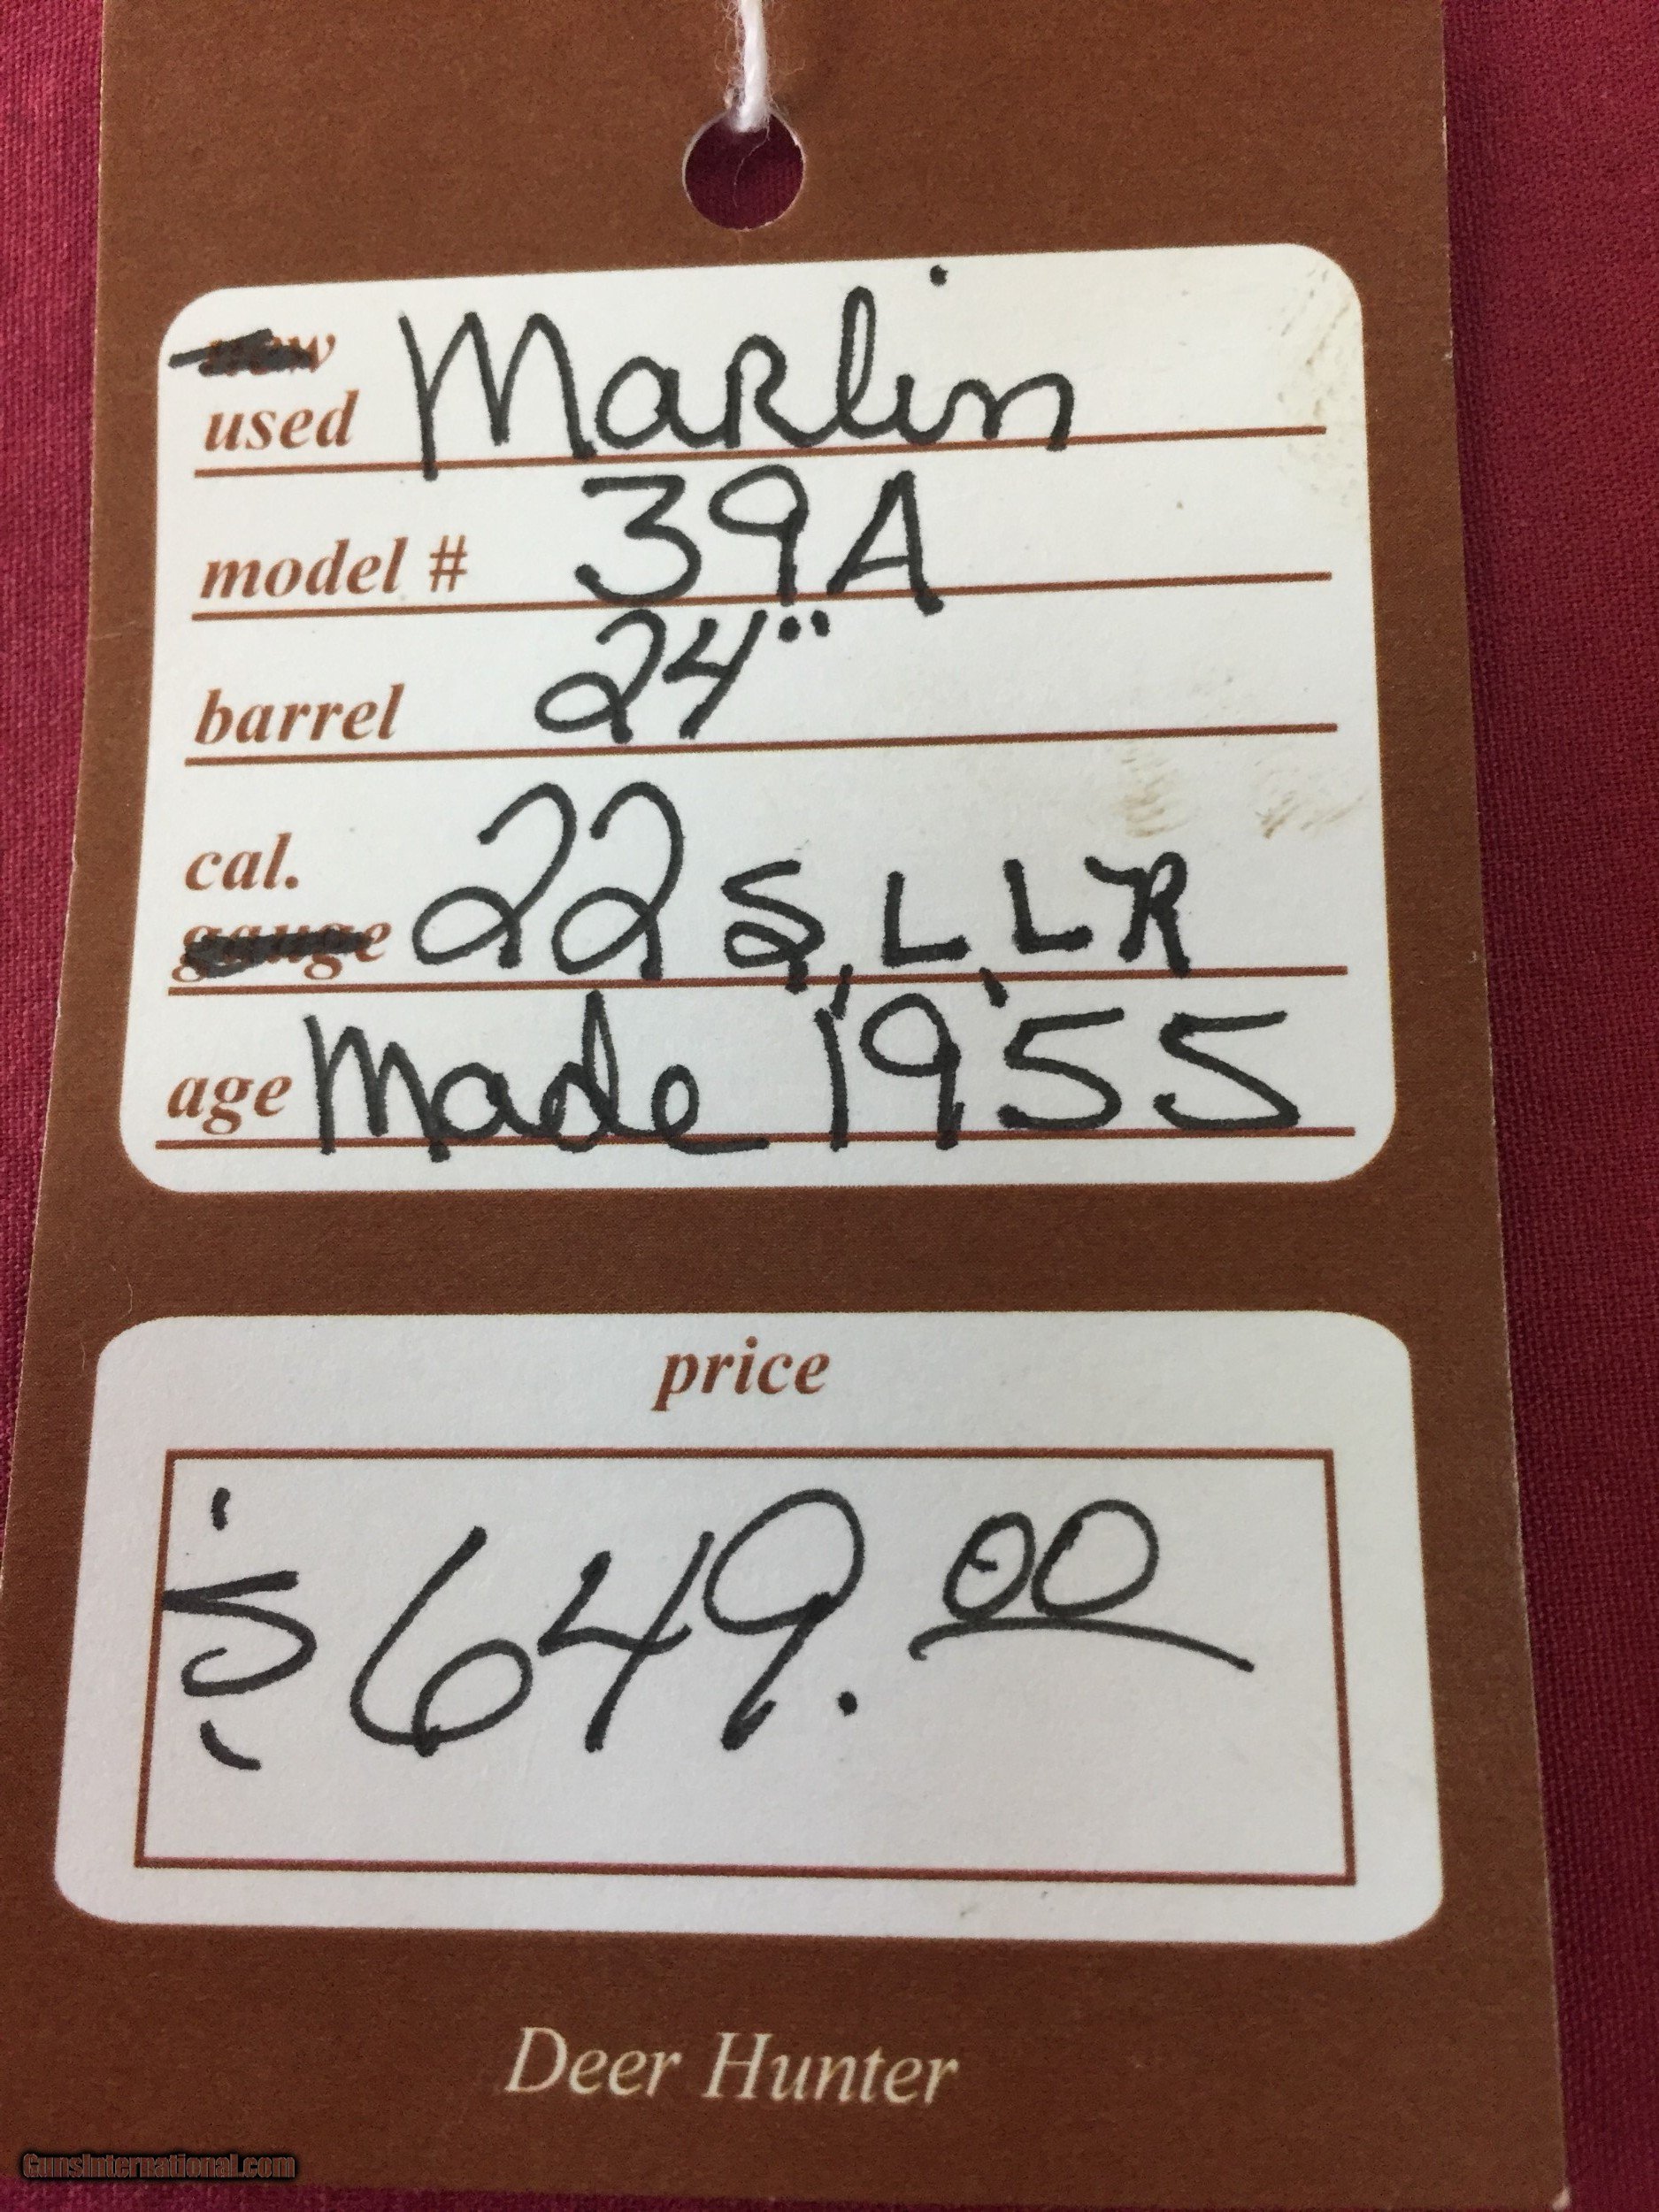 new
used Marlin
model # 39A
barrel 24"
cal.
gauge 22 S, L, LR
age Made 1955
price
$649.00
Deer Hunter
GunsInternational.com